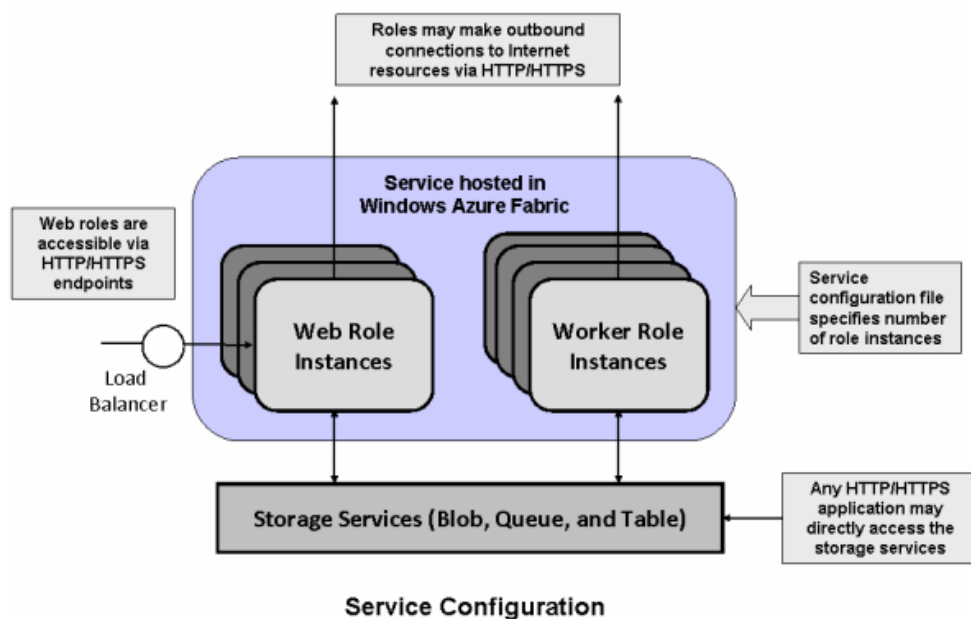 Roles may make outbound
connections to Internet
resources via HTTP/HTTPS
Service hosted in
Windows Azure Fabric
Web roles are
accessible via
HTTP/HTTPS
endpoints
Service
configuration file
specifies number
of role instances
Web Role
Instances
Worker Role
Instances
Load
Balancer
Storage Services (Blob, Queue, and Table)
Any HTTP/HTTPS
application may
directly access the
storage services
Service Configuration